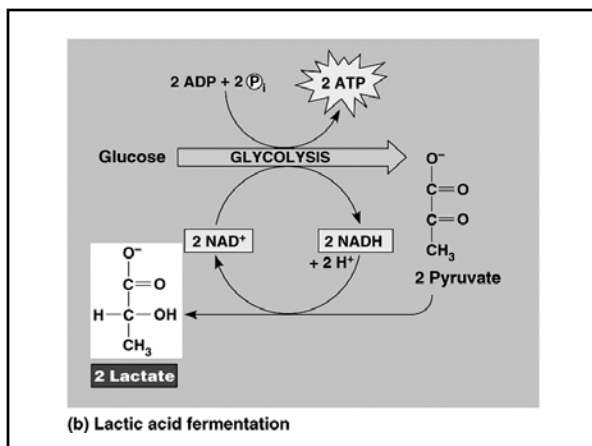 2 ADP + 2 Pi
2 ATP
Glucose
GLYCOLYSIS
O⁻
C=O
C=O
CH₃
2 Pyruvate
2 NAD⁺
2 NADH
+ 2 H⁺
O⁻
C=O
H–C–OH
CH₃
2 Lactate
(b) Lactic acid fermentation